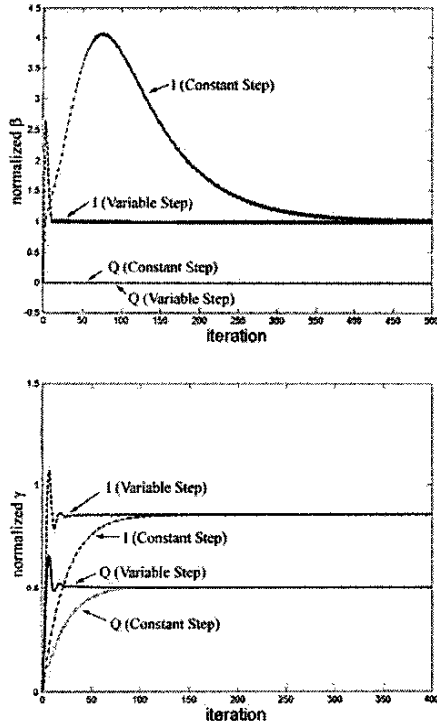 4.5
4
3.5
3
2.5
2
1.5
1
0.5
0
-0.5
normalized β
I (Constant Step)
I (Variable Step)
Q (Constant Step)
Q (Variable Step)
0 50 100 150 200 250 300 350 400 450 500
iteration
1.5
1
0.5
0
normalized γ
I (Variable Step)
I (Constant Step)
Q (Variable Step)
Q (Constant Step)
0 50 100 150 200 250 300 350 400
iteration